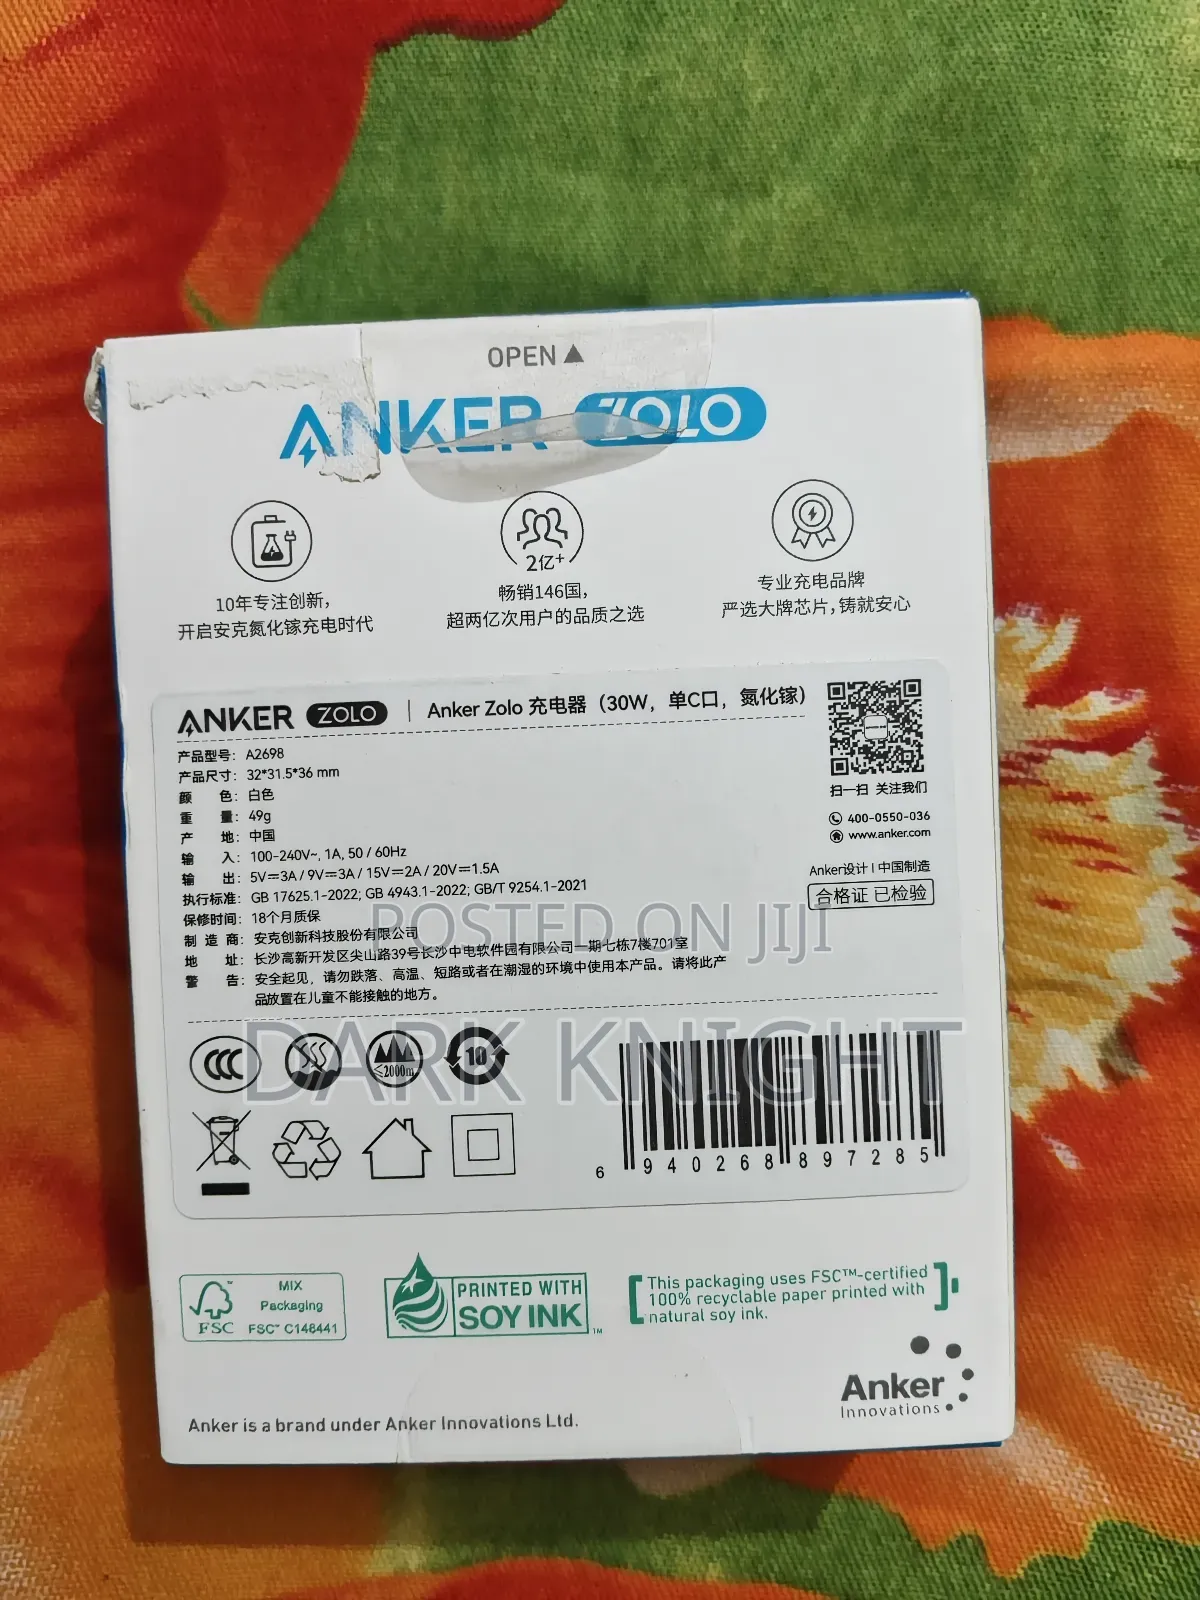 OPEN ▲
ANKER ZOLO
2亿+
10年专注创新,
开启安克氮化镓充电时代
畅销146国,
超两亿次用户的品质之选
专业充电品牌
严选大牌芯片,铸就安心
ANKER ZOLO | Anker Zolo 充电器（30W，单C口，氮化镓）
产品型号: A2698
产品尺寸: 32*31.5*36 mm
颜 色: 白色
重 量: 49g
产 地: 中国
输 入: 100-240V~, 1A, 50 / 60Hz
输 出: 5V⎓3A / 9V⎓3A / 15V⎓2A / 20V⎓1.5A
执行标准: GB 17625.1-2022; GB 4943.1-2022; GB/T 9254.1-2021
保修时间: 18个月质保
制 造 商: 安克创新科技股份有限公司
地 址: 长沙高新开发区尖山路39号长沙中电软件园有限公司一期七栋7楼701室
警 告: 安全起见，请勿跌落、高温、短路或者在潮湿的环境中使用本产品。请将此产
品放置在儿童不能接触的地方。
扫一扫 关注我们
400-0550-036
www.anker.com
Anker设计 | 中国制造
合格证 已检验
POSTED ON JIJI
DARK KNIGHT
CCC
≤2000m
10
6 940268 897285
FSC™
MIX
Packaging
FSC™ C148441
PRINTED WITH
SOY INK™
This packaging uses FSC™-certified
100% recyclable paper printed with
natural soy ink.
Anker
Innovations
Anker is a brand under Anker Innovations Ltd.